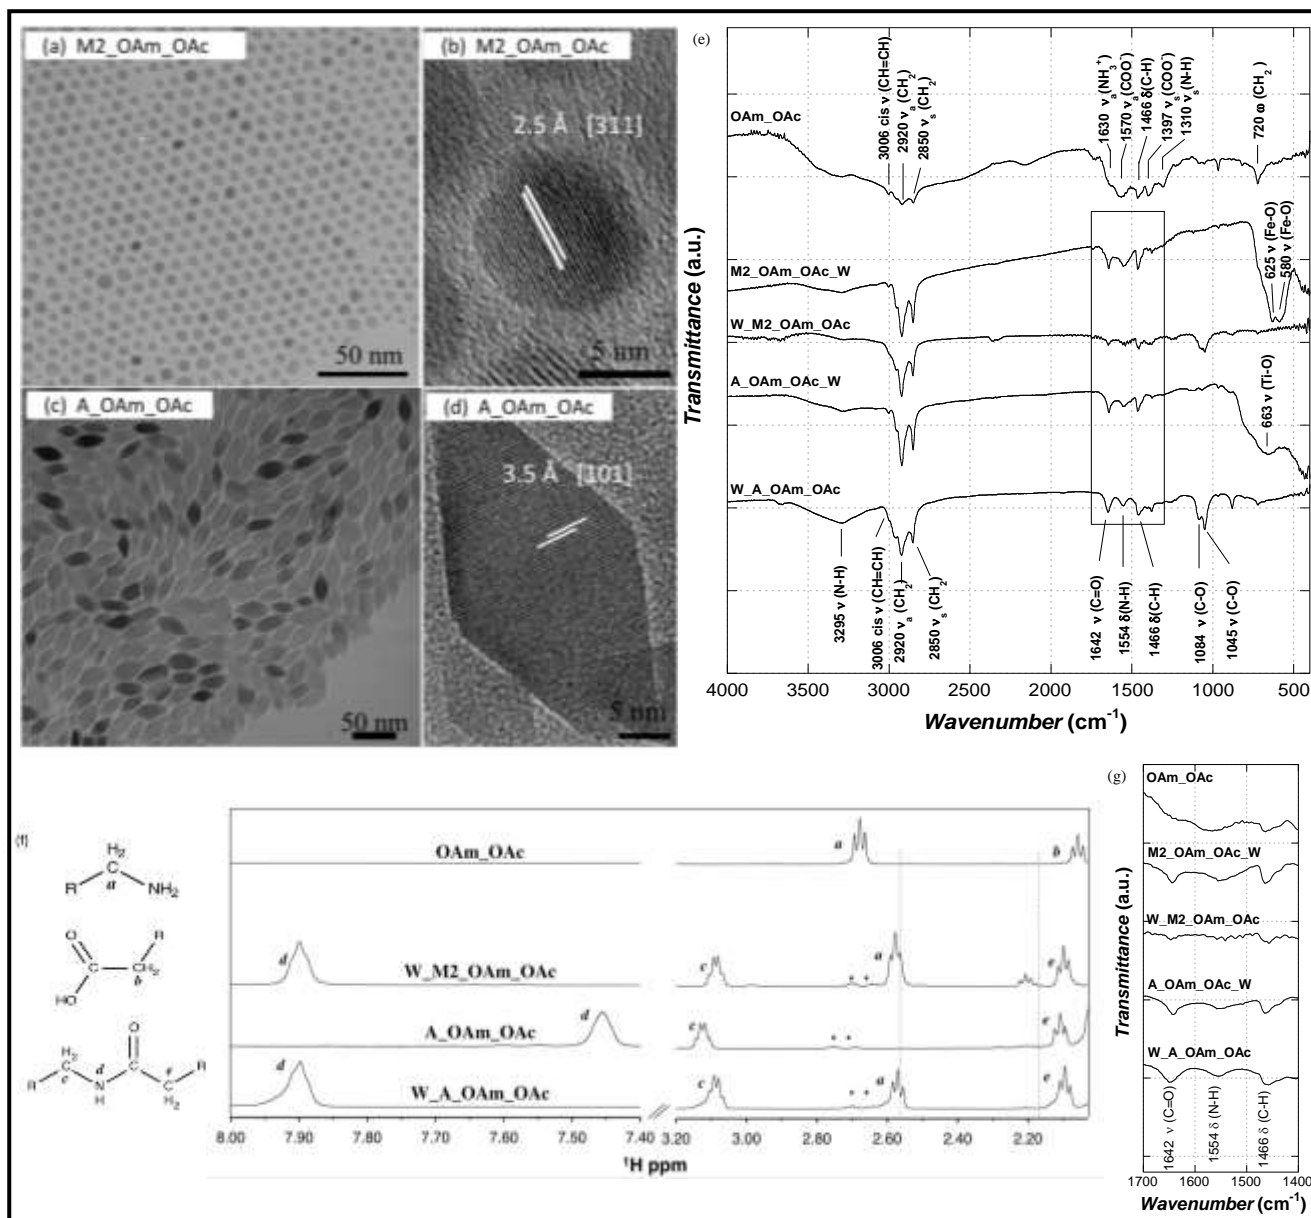 (a) M2_OAm_OAc
50 nm
(b) M2_OAm_OAc
2.5 Å [311]
5 nm
(c) A_OAm_OAc
50 nm
(d) A_OAm_OAc
3.5 Å [101]
5 nm
(e)
OAm_OAc
M2_OAm_OAc_W
W_M2_OAm_OAc
A_OAm_OAc_W
W_A_OAm_OAc
3006 cis ν (CH=CH)
2920 νa (CH2)
2850 νs (CH2)
1630 νa(NH3+)
1570 νa(COO-)
1466 δ(C-H)
1397 νs(COO-)
1310 νs(N-H)
720 ω (CH2)
625 ν (Fe-O)
580 ν (Fe-O)
663 ν (Ti-O)
3295 ν (N-H)
3006 cis ν (CH=CH)
2920 νa (CH2)
2850 νs (CH2)
1642 ν (C=O)
1554 δ(N-H)
1466 δ(C-H)
1084 ν (C-O)
1045 ν (C-O)
Transmittance (a.u.)
4000 3500 3000 2500 2000 1500 1000 500
Wavenumber (cm-1)
(f)
H2
C
a
R
NH2
O
R
C
CH2
b
HO
H2
C
c
O
R
d
N
H
C
e
C
H2
R
OAm_OAc
a
b
d
W_M2_OAm_OAc
c
* *
a
e
d
A_OAm_OAc
c
* *
e
d
W_A_OAm_OAc
c
* *
a
e
8.00 7.90 7.80 7.70 7.60 7.50 7.40 3.20 3.00 2.80 2.60 2.40 2.20
1H ppm
(g)
OAm_OAc
M2_OAm_OAc_W
W_M2_OAm_OAc
A_OAm_OAc_W
W_A_OAm_OAc
1642 ν (C=O)
1554 δ (N-H)
1466 δ (C-H)
Transmittance (a.u.)
1700 1600 1500 1400
Wavenumber (cm-1)